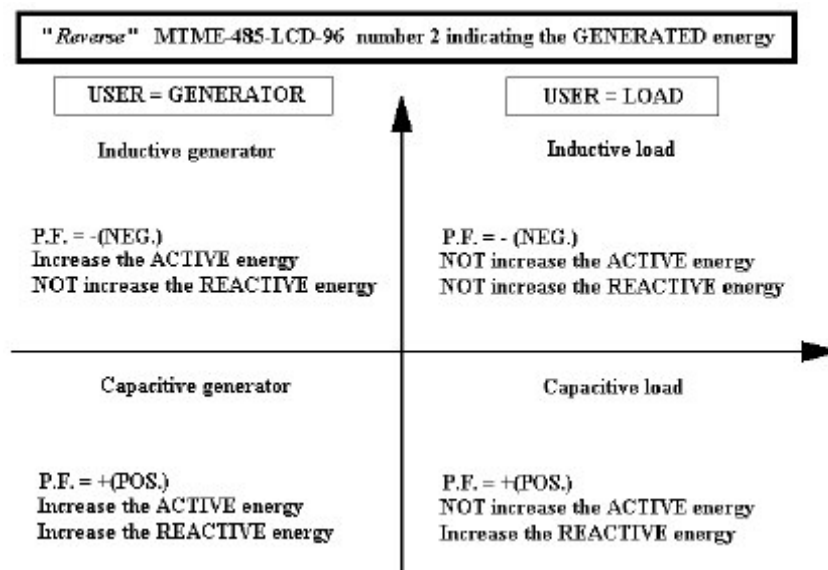 "Reverse" MTME-485-LCD-96 number 2 indicating the GENERATED energy
USER = GENERATOR
USER = LOAD
Inductive generator
Inductive load
P.F. = -(NEG.)
Increase the ACTIVE energy
NOT increase the REACTIVE energy
P.F. = - (NEG.)
NOT increase the ACTIVE energy
NOT increase the REACTIVE energy
Capacitive generator
Capacitive load
P.F. = +(POS.)
Increase the ACTIVE energy
Increase the REACTIVE energy
P.F. = +(POS.)
NOT increase the ACTIVE energy
Increase the REACTIVE energy